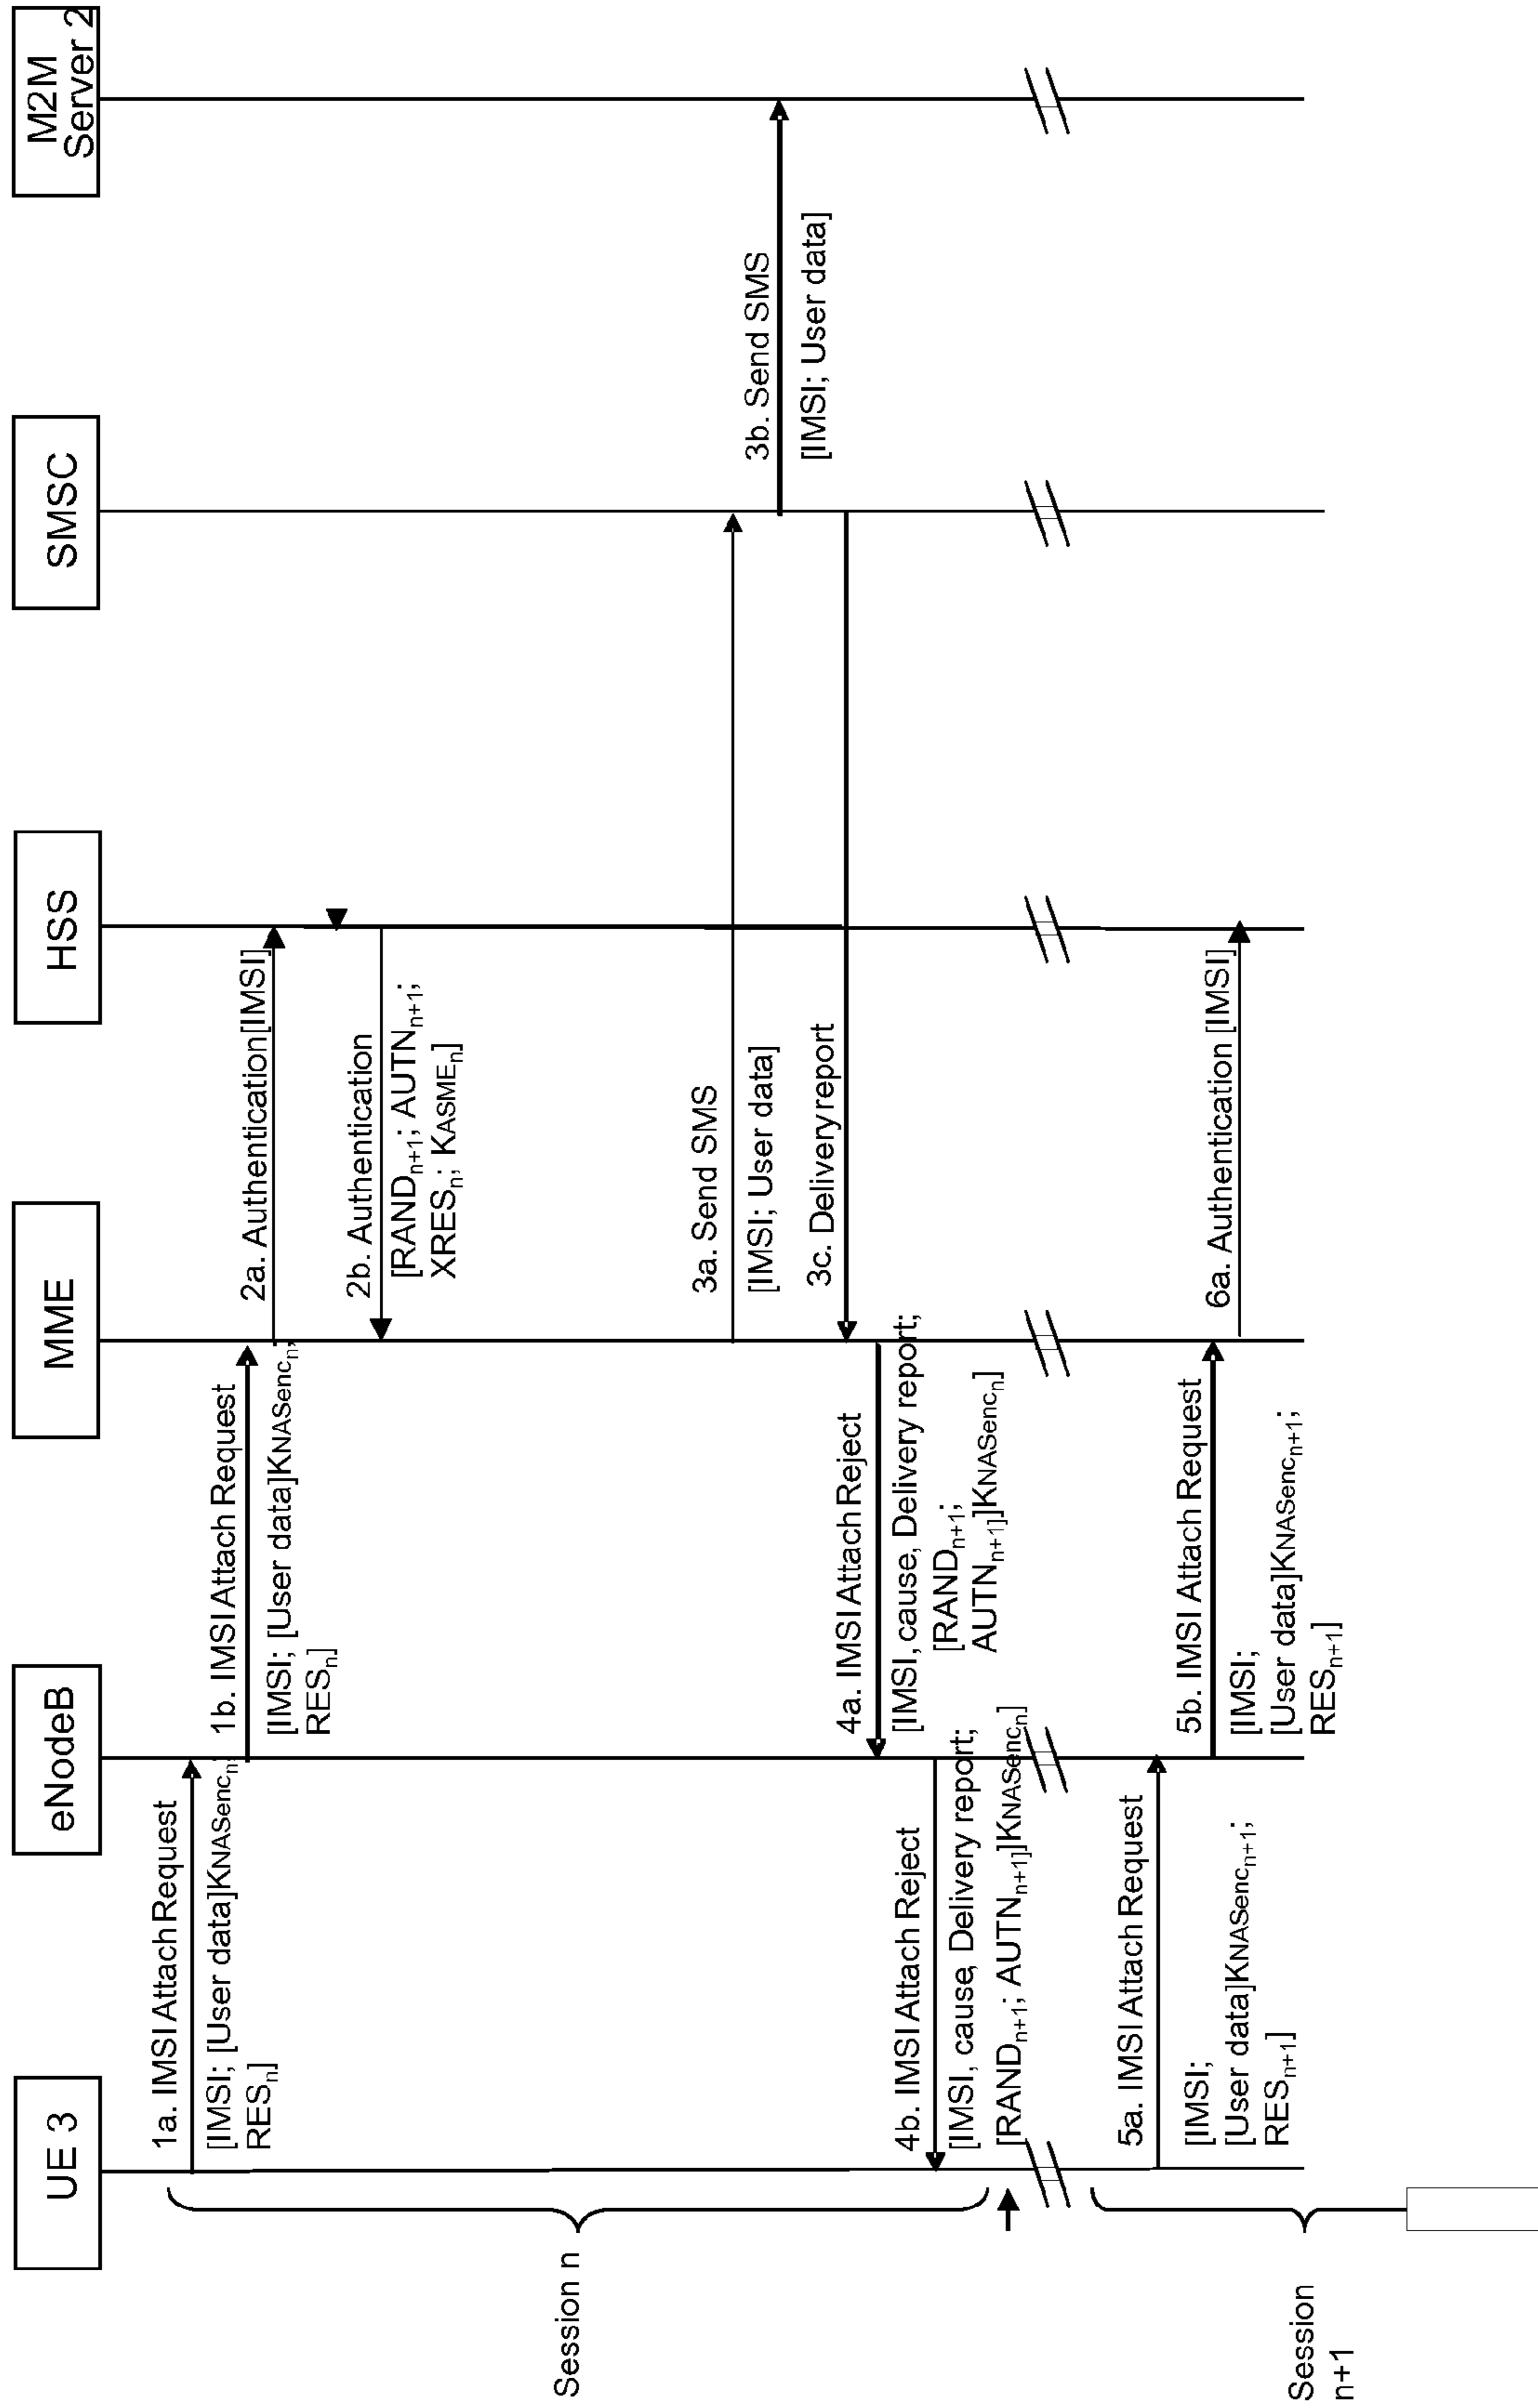 UE 3
eNodeB
MME
HSS
SMSC
M2M
Server 2
1a. IMSI Attach Request
[IMSI; [User data]KNASencn;
RESn]
1b. IMSI Attach Request
[IMSI; [User data]KNASencn;
RESn]
2a. Authentication[IMSI]
2b. Authentication
[RANDn+1; AUTNn+1;
XRESn; KASMEn]
3a. Send SMS
[IMSI; User data]
3b. Send SMS
[IMSI; User data]
3c. Delivery report
4a. IMSI Attach Reject
[IMSI, cause, Delivery report;
[RANDn+1;
AUTNn+1]]KNASencn]
4b. IMSI Attach Reject
[IMSI, cause, Delivery report;
[RANDn+1; AUTNn+1]]KNASencn]
Session n
5a. IMSI Attach Request
[IMSI;
[User data]KNASencn+1;
RESn+1]
5b. IMSI Attach Request
[IMSI;
[User data]KNASencn+1;
RESn+1]
6a. Authentication [IMSI]
Session
n+1